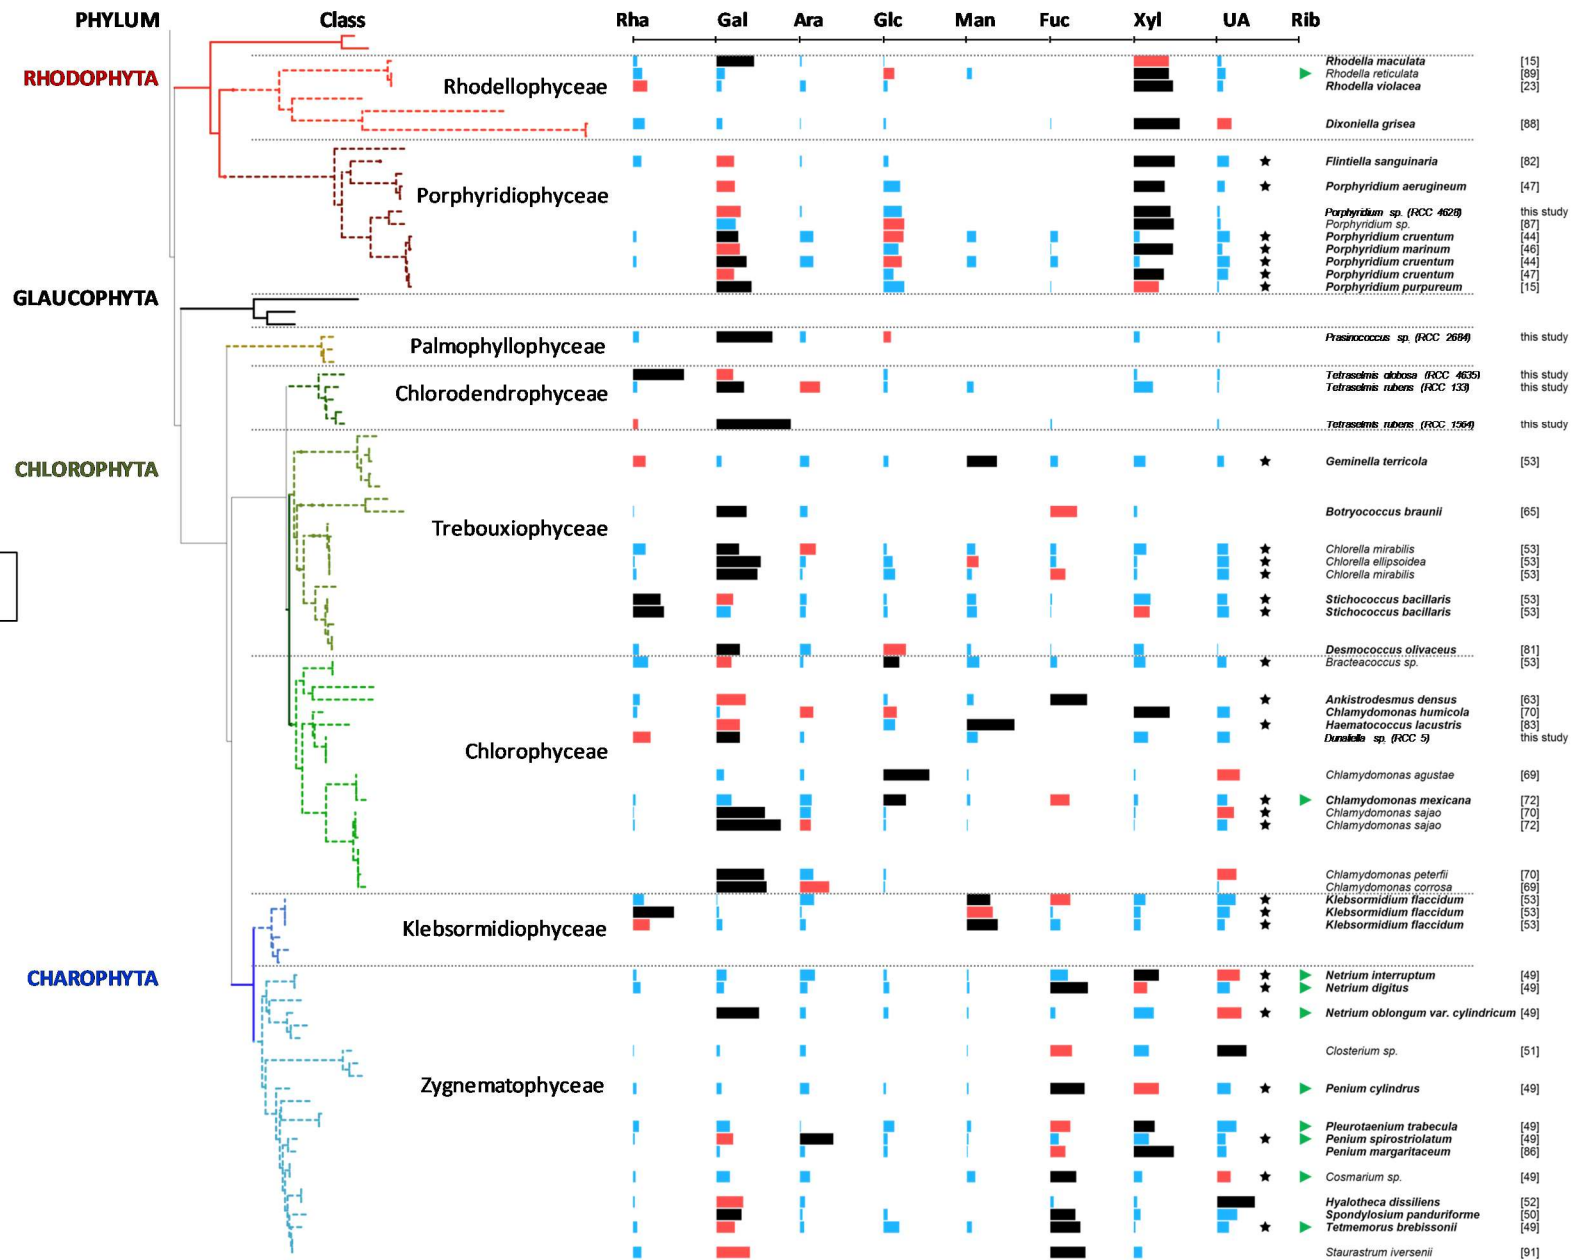 PHYLUM Class Rha Gal Ara Glc Man Fuc Xyl UA Rib
Rhodella maculata [15]
RHODOPHYTA Rhodella reticulata [89]
Rhodellophyceae Rhodella violacea [23]
Dixoniella grisea [88]
Flintiella sanguinaria [82]
Porphyridiophyceae Porphyridium aerugineum [47]
Porphyridium sp. (RCC 4628) this study
Porphyridium sp. [87]
Porphyridium cruentum [44]
Porphyridium marinum [46]
Porphyridium cruentum [44]
Porphyridium cruentum [47]
Porphyridium purpureum [15]
GLAUCOPHYTA
Palmophyllophyceae Prasinococcus sp. (RCC 2684) this study
Tetraselmis globosa (RCC 4635) this study
Chlorodendrophyceae Tetraselmis rubens (RCC 133) this study
Tetraselmis rubens (RCC 1564) this study
CHLOROPHYTA Geminella terricola [53]
Botryococcus braunii [65]
Trebouxiophyceae
Chlorella mirabilis [53]
Chlorella ellipsoidea [53]
Chlorella mirabilis [53]
Stichococcus bacillaris [53]
Stichococcus bacillaris [53]
Desmococcus olivaceus [81]
Bracteacoccus sp. [53]
Ankistrodesmus densus [63]
Chlamydomonas humicola [70]
Haematococcus lacustris [83]
Chlorophyceae Dunaliella sp. (RCC 5) this study
Chlamydomonas agustae [69]
Chlamydomonas mexicana [72]
Chlamydomonas sajao [70]
Chlamydomonas sajao [72]
Chlamydomonas peterfii [70]
Chlamydomonas corrosa [69]
Klebsormidium flaccidum [53]
Klebsormidium flaccidum [53]
Klebsormidiophyceae Klebsormidium flaccidum [53]
CHAROPHYTA Netrium interruptum [49]
Netrium digitus [49]
Netrium oblongum var. cylindricum [49]
Closterium sp. [51]
Zygnematophyceae Penium cylindrus [49]
Pleurotaenium trabecula [49]
Penium spirostriolatum [49]
Penium margaritaceum [86]
Cosmarium sp. [49]
Hyalotheca dissiliens [52]
Spondylosium panduriforme [50]
Tetmemorus brebissonii [49]
Staurastrum iversenii [91]